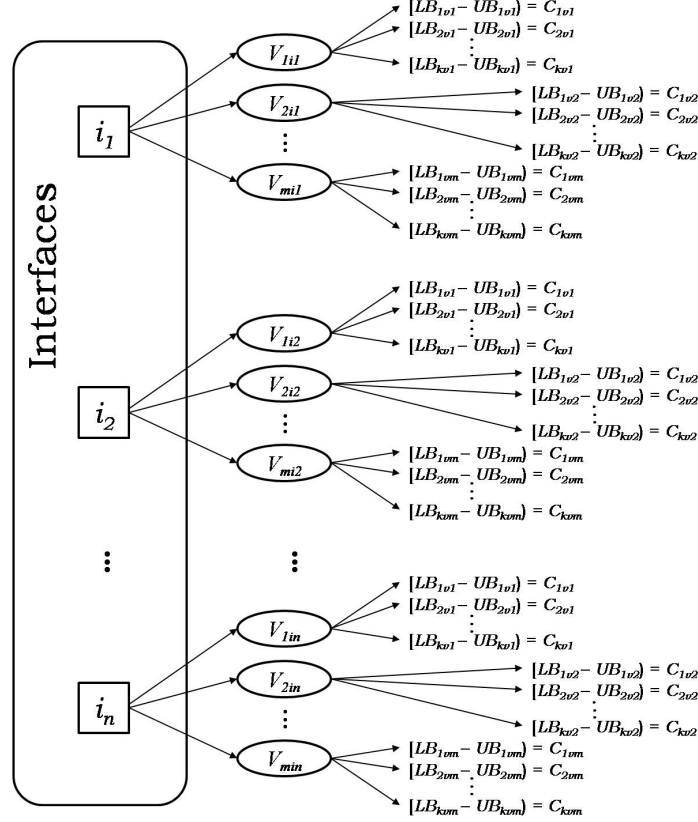 Interfaces
i1
V1i1
[LB1v1 – UB1v1) = C1v1
[LB2v1 – UB2v1) = C2v1
⋮
[LBkv1 – UBkv1) = Ckv1
V2i1
[LB1v2 – UB1v2) = C1v2
[LB2v2 – UB2v2) = C2v2
⋮
[LBkv2 – UBkv2) = Ckv2
⋯
Vmi1
[LB1vm – UB1vm) = C1vm
[LB2vm – UB2vm) = C2vm
⋮
[LBkvm – UBkvm) = Ckvm
i2
V1i2
[LB1v1 – UB1v1) = C1v1
[LB2v1 – UB2v1) = C2v1
⋮
[LBkv1 – UBkv1) = Ckv1
V2i2
[LB1v2 – UB1v2) = C1v2
[LB2v2 – UB2v2) = C2v2
⋮
[LBkv2 – UBkv2) = Ckv2
⋯
Vmi2
[LB1vm – UB1vm) = C1vm
[LB2vm – UB2vm) = C2vm
⋮
[LBkvm – UBkvm) = Ckvm
⋮ ⋮
in
V1in
[LB1v1 – UB1v1) = C1v1
[LB2v1 – UB2v1) = C2v1
⋮
[LBkv1 – UBkv1) = Ckv1
V2in
[LB1v2 – UB1v2) = C1v2
[LB2v2 – UB2v2) = C2v2
⋮
[LBkv2 – UBkv2) = Ckv2
⋯
Vmin
[LB1vm – UB1vm) = C1vm
[LB2vm – UB2vm) = C2vm
⋮
[LBkvm – UBkvm) = Ckvm